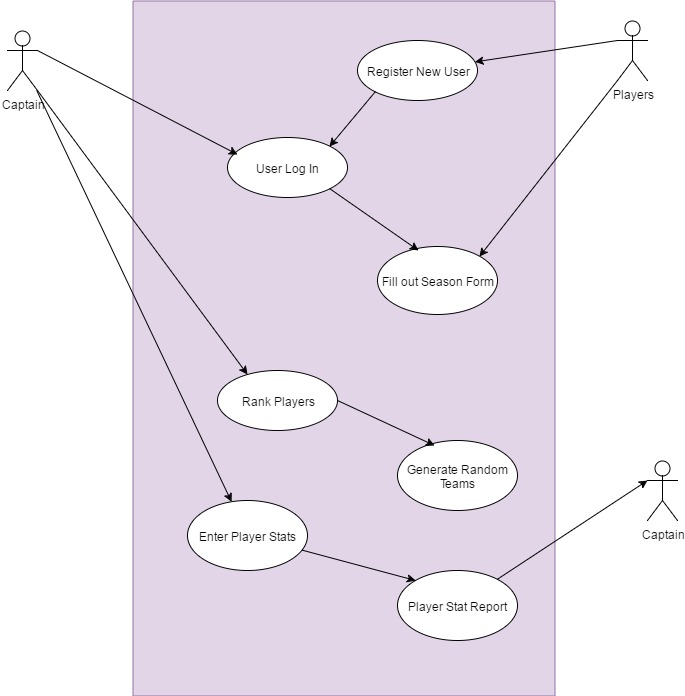 Register New User
Players
Captain
User Log In
Fill out Season Form
Rank Players
Generate Random
Teams
Enter Player Stats
Captain
Player Stat Report